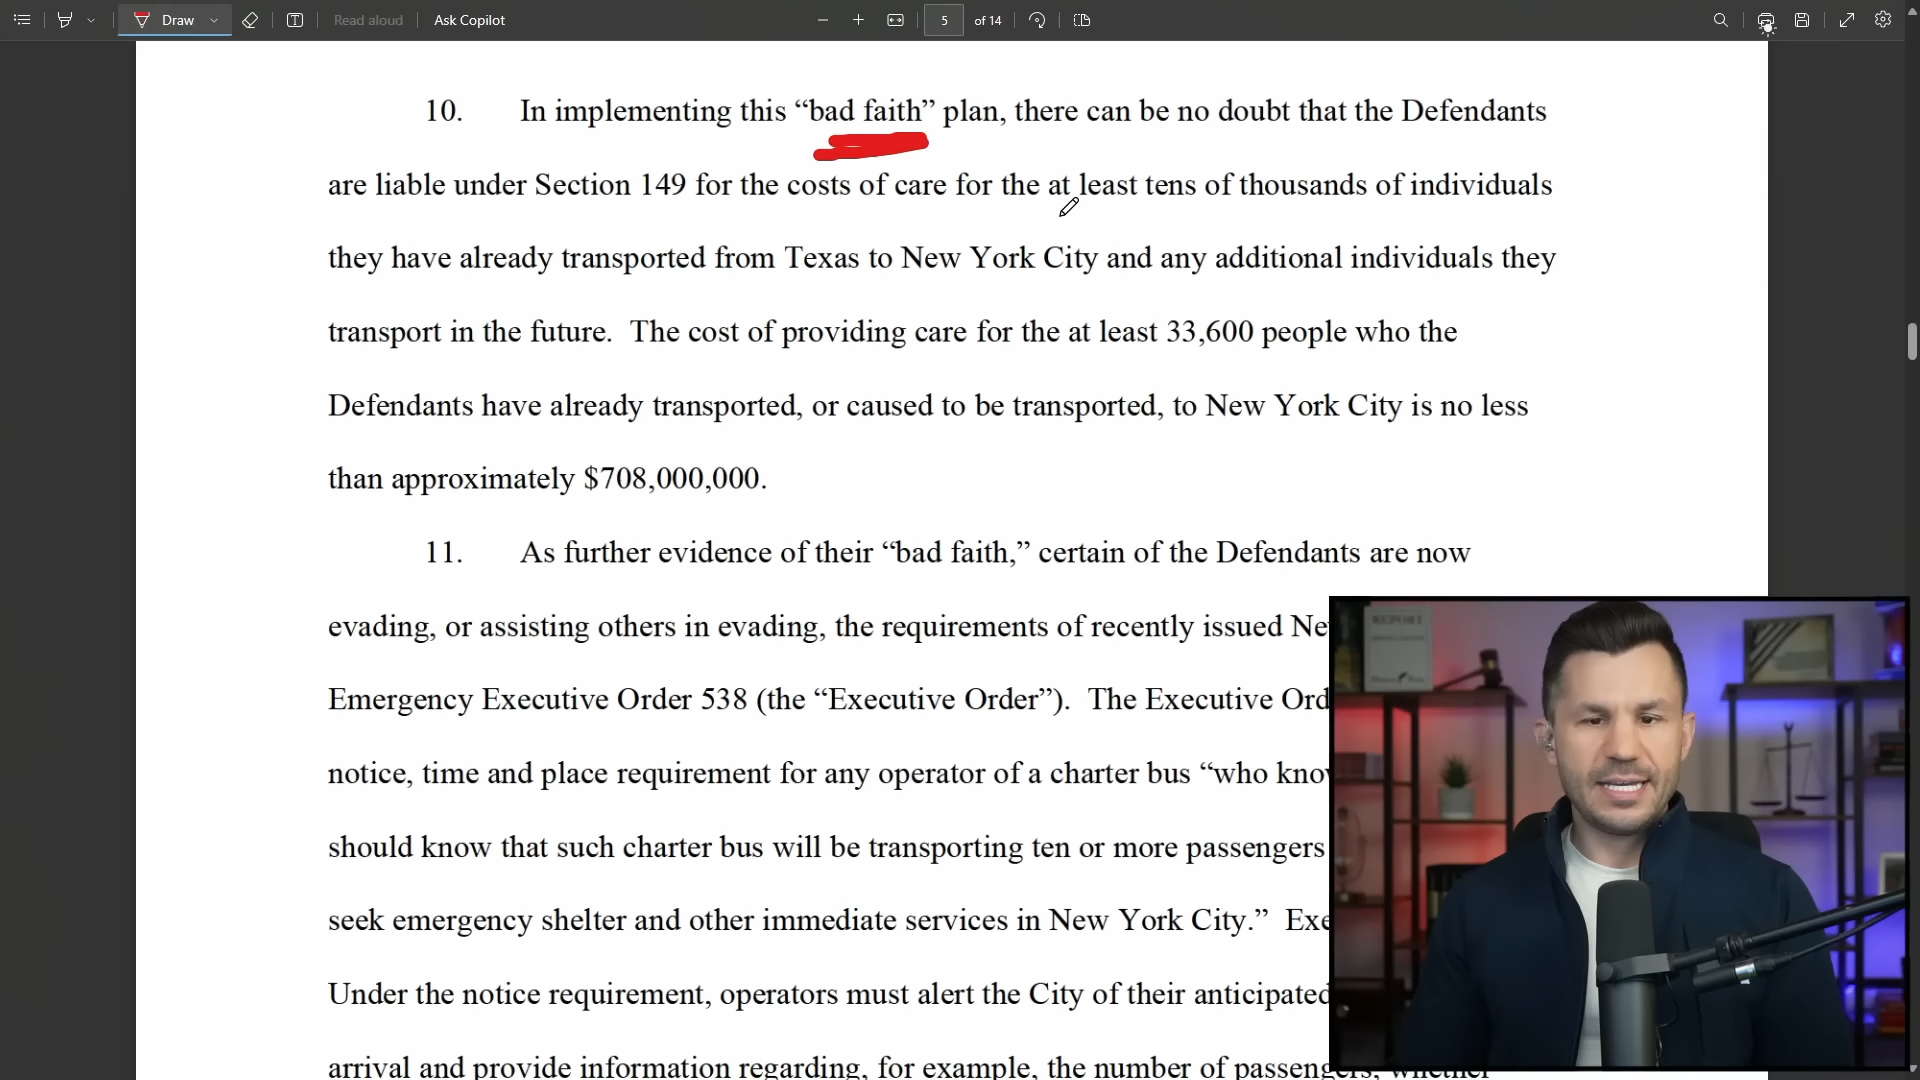 Draw
Read aloud
Ask Copilot
5
of 14
10. In implementing this “bad faith” plan, there can be no doubt that the Defendants
are liable under Section 149 for the costs of care for the at least tens of thousands of individuals
they have already transported from Texas to New York City and any additional individuals they
transport in the future. The cost of providing care for the at least 33,600 people who the
Defendants have already transported, or caused to be transported, to New York City is no less
than approximately $708,000,000.
11. As further evidence of their “bad faith,” certain of the Defendants are now
evading, or assisting others in evading, the requirements of recently issued Ne
Emergency Executive Order 538 (the “Executive Order”). The Executive Ord
notice, time and place requirement for any operator of a charter bus “who know
should know that such charter bus will be transporting ten or more passengers
seek emergency shelter and other immediate services in New York City.” Exe
Under the notice requirement, operators must alert the City of their anticipated
arrival and provide information regarding, for example, the number of passengers, whether
REPORT